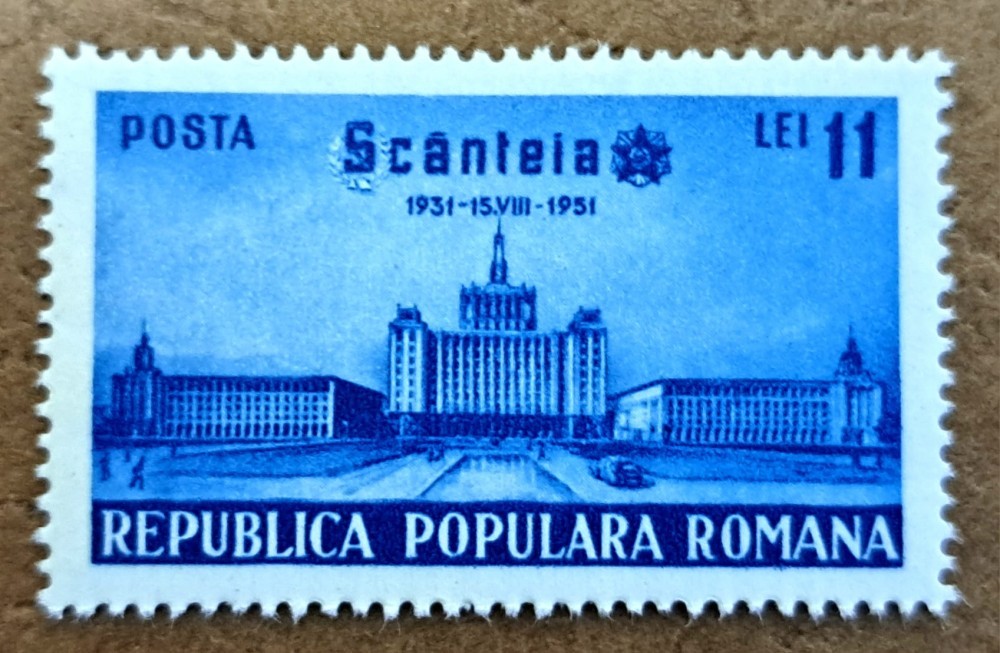 POSTA
Scânteia
LEI 11
1931-15.VIII-1951
REPUBLICA POPULARA ROMANA